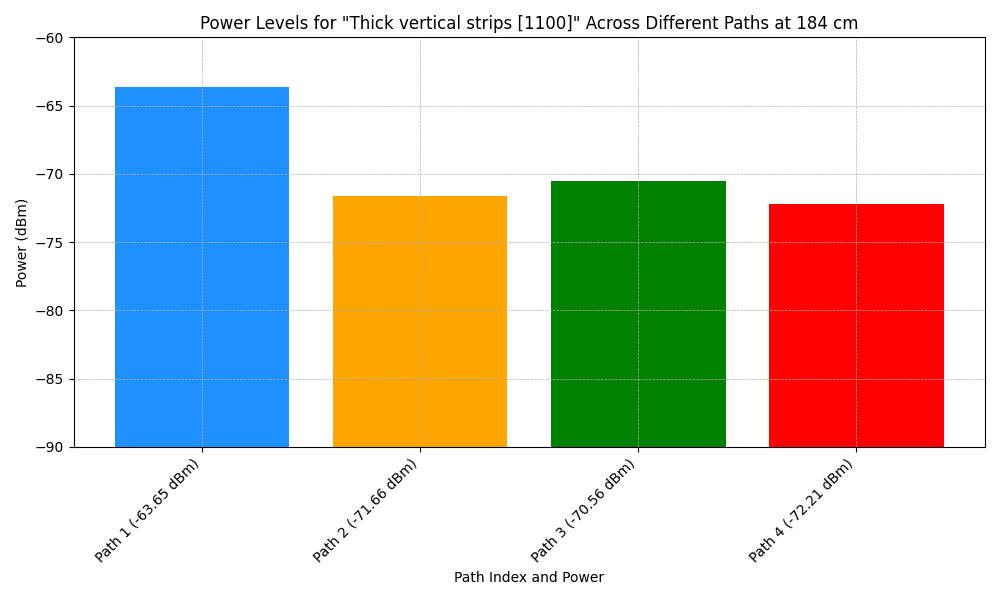 Power Levels for "Thick vertical strips [1100]" Across Different Paths at 184 cm
Power (dBm)
−60
−65
−70
−75
−80
−85
−90
Path 1 (-63.65 dBm)
Path 2 (-71.66 dBm)
Path 3 (-70.56 dBm)
Path 4 (-72.21 dBm)
Path Index and Power